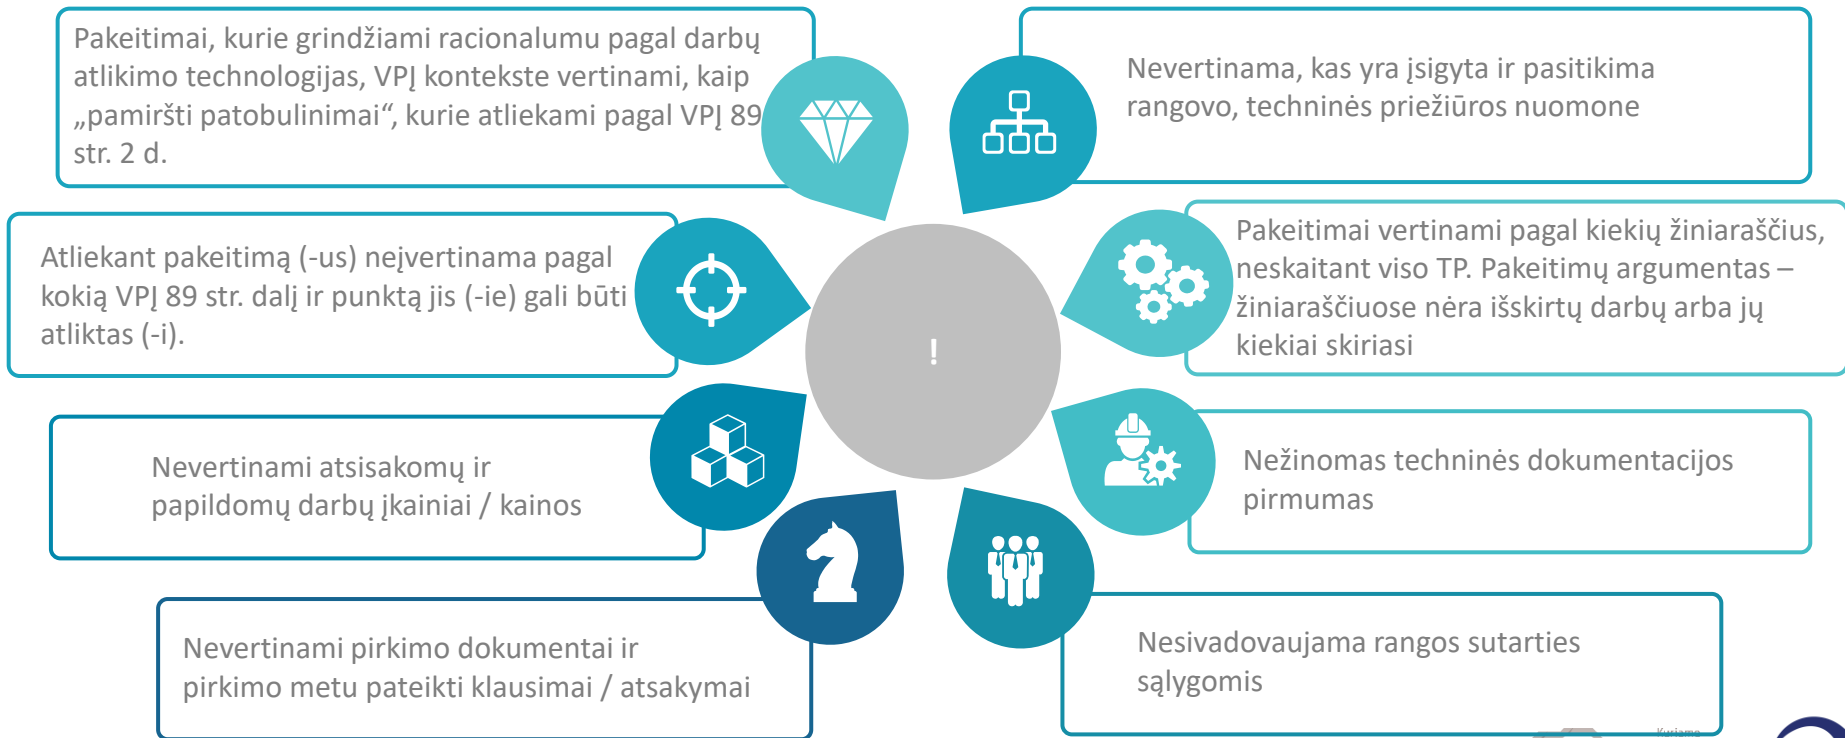 Pakeitimai, kurie grindžiami racionalumu pagal darbų
atlikimo technologijas, VPĮ kontekste vertinami, kaip
„pamiršti patobulinimai“, kurie atliekami pagal VPĮ 89
str. 2 d.
Nevertinama, kas yra įsigyta ir pasitikima
rangovo, techninės priežiūros nuomone
Atliekant pakeitimą (-us) neįvertinama pagal
kokią VPĮ 89 str. dalį ir punktą jis (-ie) gali būti
atliktas (-i).
Pakeitimai vertinami pagal kiekių žiniaraščius,
neskaitant viso TP. Pakeitimų argumentas –
žiniaraščiuose nėra išskirtų darbų arba jų
kiekiai skiriasi
!
Nevertinami atsisakomų ir
papildomų darbų įkainiai / kainos
Nežinomas techninės dokumentacijos
pirmumas
Nevertinami pirkimo dokumentai ir
pirkimo metu pateikti klausimai / atsakymai
Nesivadovaujama rangos sutarties
sąlygomis